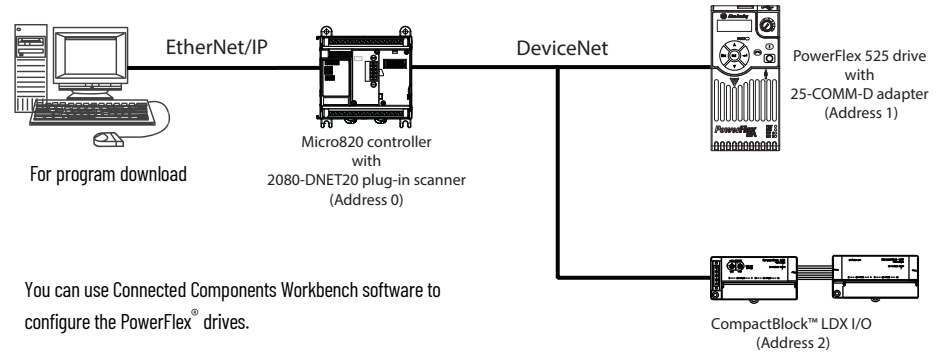 EtherNet/IP
DeviceNet
PowerFlex 525 drive
with
25-COMM-D adapter
(Address 1)
PowerFlex
Micro820 controller
with
2080-DNET20 plug-in scanner
(Address 0)
For program download
You can use Connected Components Workbench software to
configure the PowerFlex® drives.
CompactBlock™ LDX I/O
(Address 2)